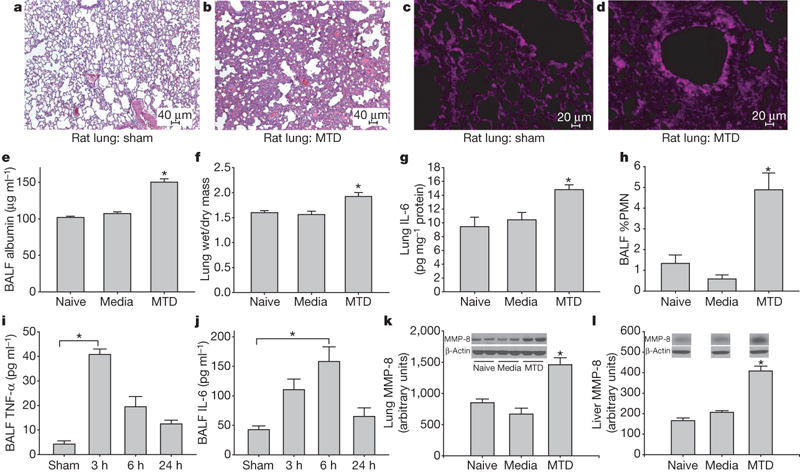 a
b
c
d
40 μm
40 μm
20 μm
20 μm
Rat lung: sham
Rat lung: MTD
Rat lung: sham
Rat lung: MTD
e
BALF albumin (μg ml⁻¹)
150
100
50
0
Naive Media MTD
*
f
Lung wet/dry mass
2.5
2.0
1.5
1.0
0.5
0
Naive Media MTD
*
g
Lung IL-6
(pg mg⁻¹ protein)
16
14
12
10
8
6
4
2
0
Naive Media MTD
*
h
BALF %PMN
6
5
4
3
2
1
0
Naive Media MTD
*
i
BALF TNF-α (pg ml⁻¹)
50
40
30
20
10
0
Sham 3 h 6 h 24 h
*
j
BALF IL-6 (pg ml⁻¹)
200
150
100
50
0
Sham 3 h 6 h 24 h
*
k
Lung MMP-8
(arbitrary units)
2,000
1,500
1,000
500
0
MMP-8
β-Actin
Naive Media MTD
*
Naive Media MTD
l
Liver MMP-8
(arbitrary units)
600
500
400
300
200
100
0
MMP-8
β-Actin
*
Naive Media MTD